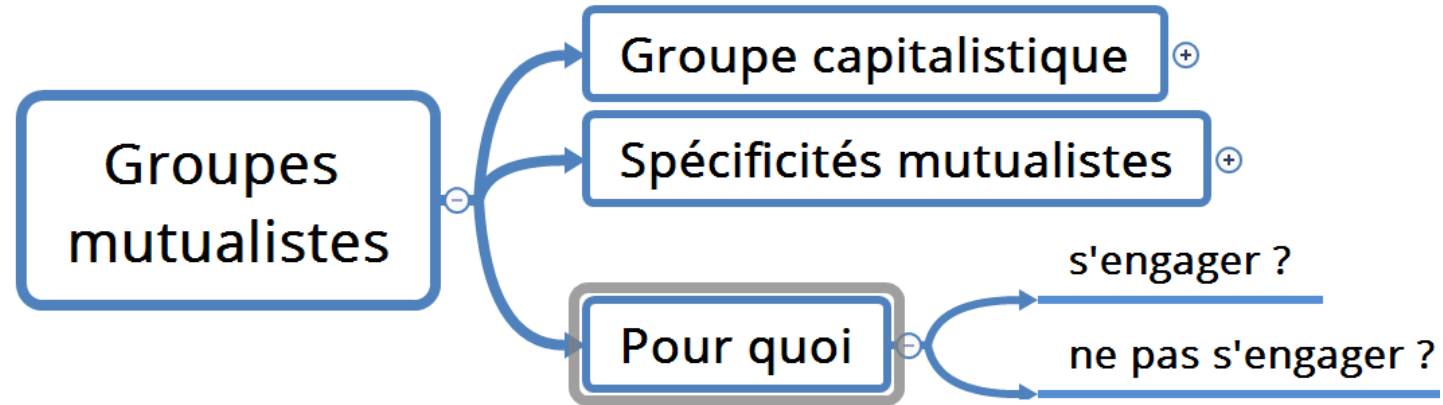 Groupes
mutualistes
Groupe capitalistique
Spécificités mutualistes
Pour quoi
s'engager ?
ne pas s'engager ?